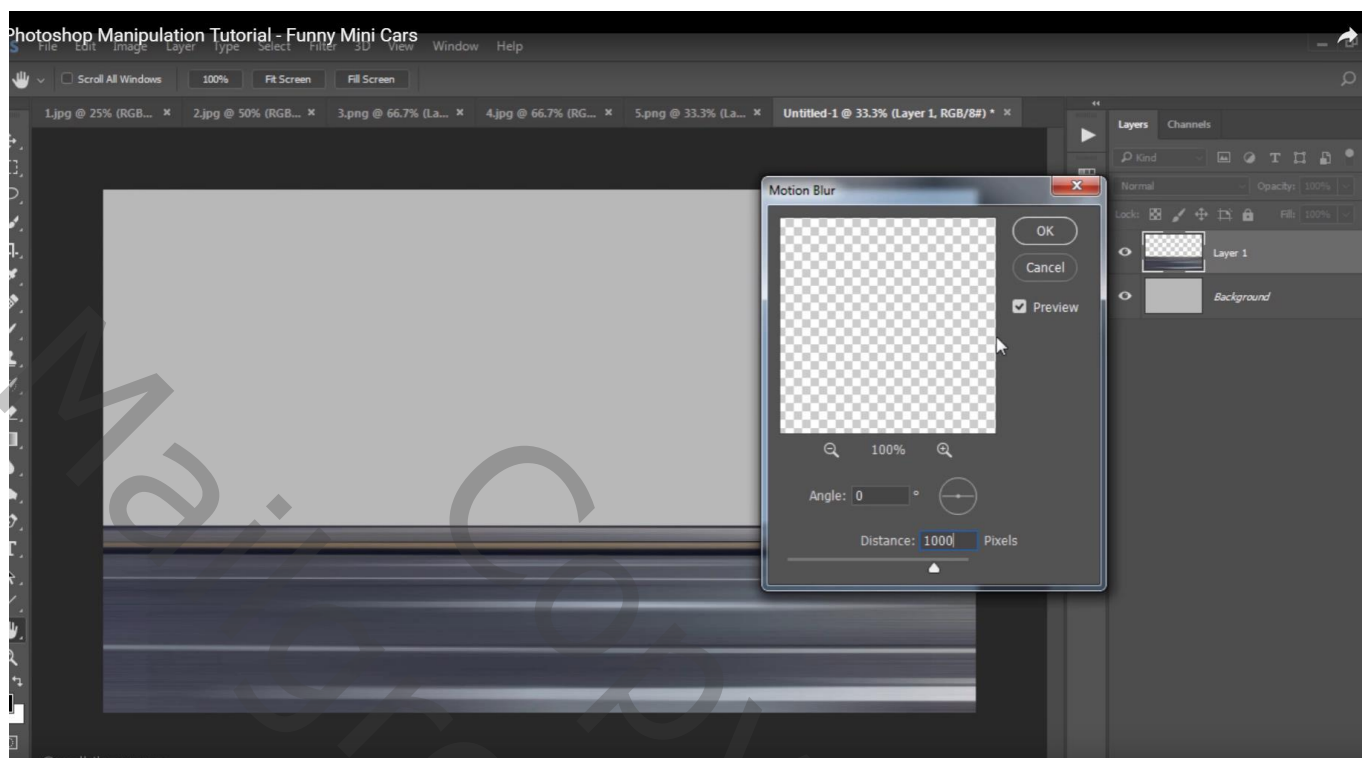 Photoshop Manipulation Tutorial - Funny Mini Cars
File Edit Image Layer Type Select Filter 3D View Window Help
Scroll All Windows 100% Fit Screen Fill Screen
1.jpg @ 25% (RGB... × 2.jpg @ 50% (RGB... × 3.png @ 66.7% (La... × 4.jpg @ 66.7% (RG... × 5.png @ 33.3% (La... × Untitled-1 @ 33.3% (Layer 1, RGB/8#) * ×
Layers Channels
Kind
Normal Opacity: 100%
Lock: Fill: 100%
Layer 1
Background
Motion Blur
OK
Cancel
Preview
100%
Angle: 0 °
Distance: 1000 Pixels